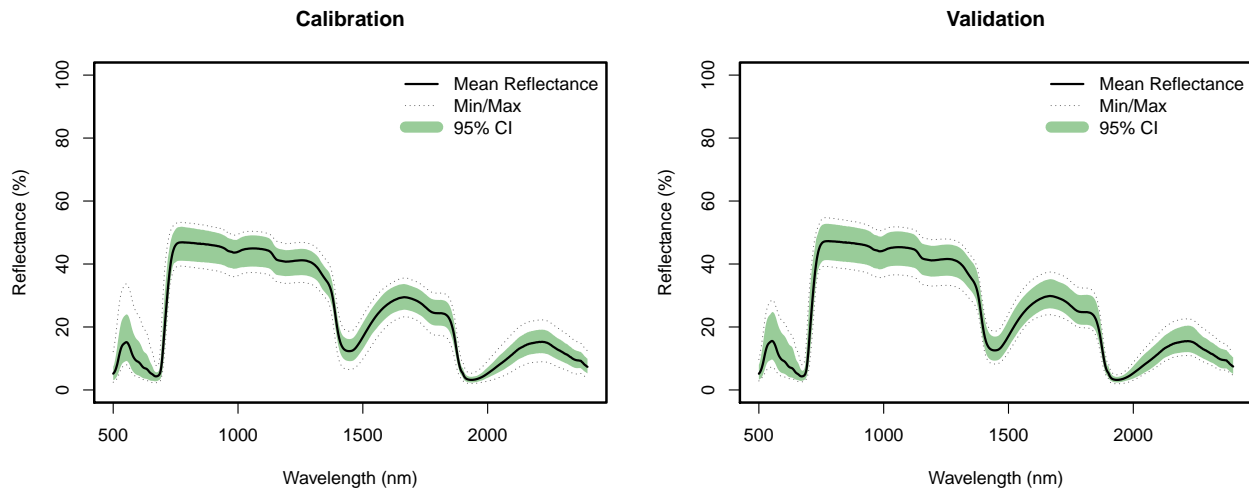 Calibration
Mean Reflectance
Min/Max
95% CI
Reflectance (%)
100
80
60
40
20
0
500 1000 1500 2000
Wavelength (nm)
Validation
Mean Reflectance
Min/Max
95% CI
Reflectance (%)
100
80
60
40
20
0
500 1000 1500 2000
Wavelength (nm)